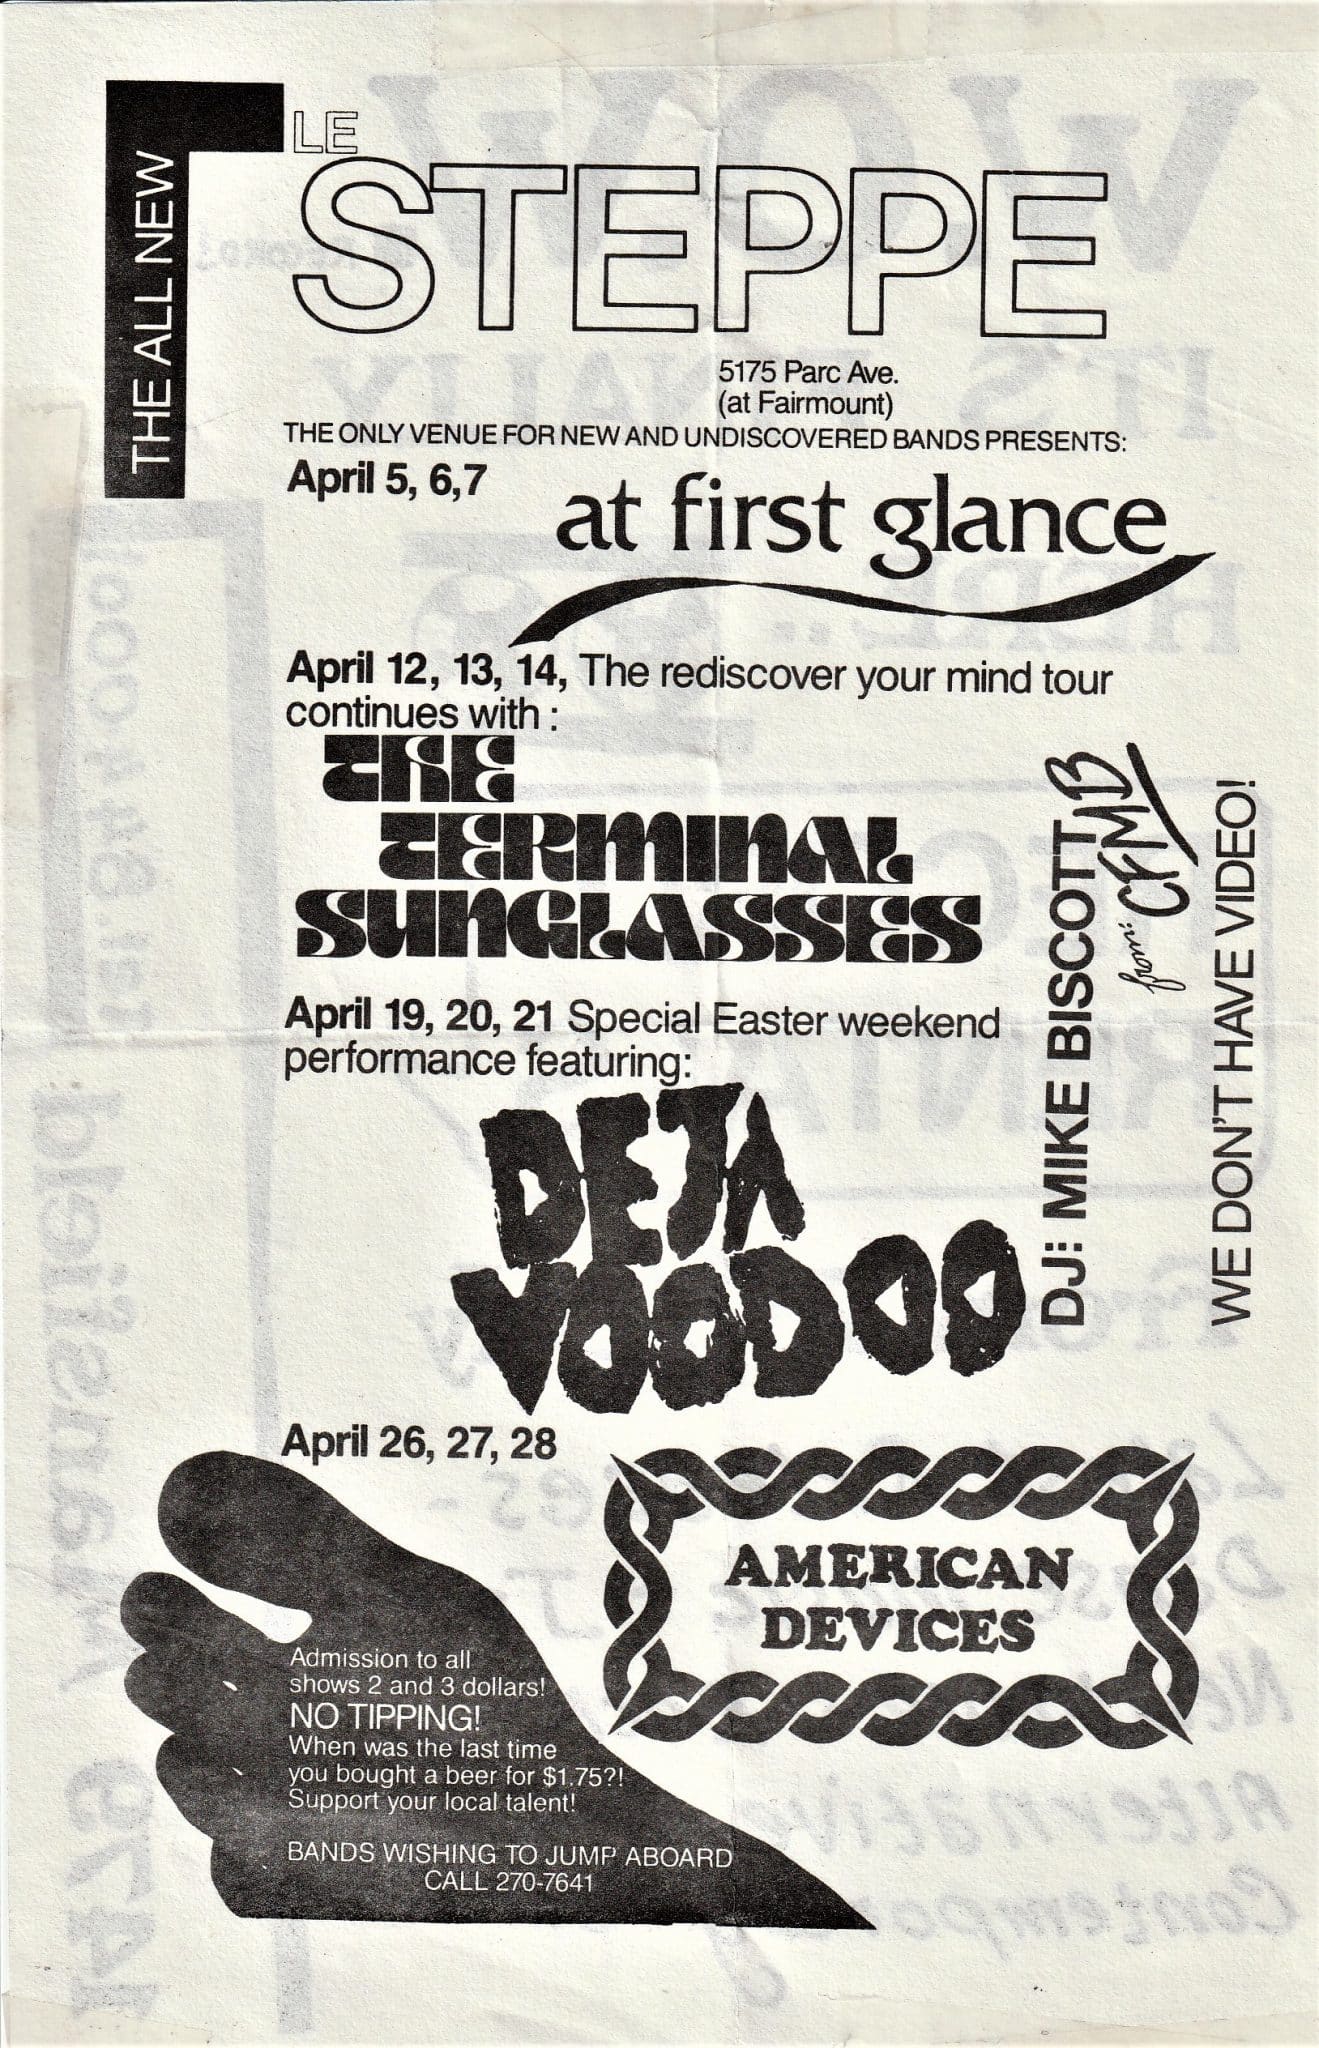 THE ALL NEW
LE
STEPPE
5175 Parc Ave.
(at Fairmount)
THE ONLY VENUE FOR NEW AND UNDISCOVERED BANDS PRESENTS:
April 5, 6,7
at first glance
April 12, 13, 14, The rediscover your mind tour
continues with :
THE
TERMINAL
SUNGLASSES
DJ: MIKE BISCOTT
from: CFMB
WE DON'T HAVE VIDEO!
April 19, 20, 21 Special Easter weekend
performance featuring:
DEJA
VOODOO
April 26, 27, 28
AMERICAN
DEVICES
Admission to all
shows 2 and 3 dollars!
NO TIPPING!
When was the last time
you bought a beer for $1.75?!
Support your local talent!
BANDS WISHING TO JUMP ABOARD
CALL 270-7641